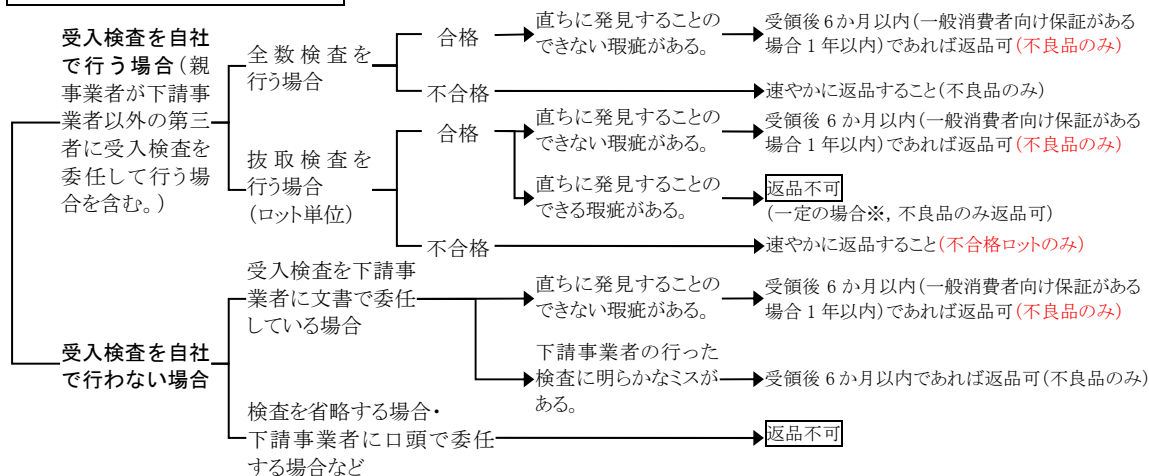 受入検査を自社
で行う場合(親
事業者が下請事
業者以外の第三
者に受入検査を
委任して行う場
合を含む。)
全数検査を
行う場合
合格
直ちに発見することの
できない瑕疵がある。
受領後6か月以内(一般消費者向け保証がある
場合1年以内)であれば返品可(不良品のみ)
不合格
速やかに返品すること(不良品のみ)
抜取検査を
行う場合
(ロット単位)
合格
直ちに発見することの
できない瑕疵がある。
受領後6か月以内(一般消費者向け保証がある
場合1年以内)であれば返品可(不良品のみ)
直ちに発見することの
できる瑕疵がある。
返品不可
(一定の場合※, 不良品のみ返品可)
不合格
速やかに返品すること(不合格ロットのみ)
受入検査を自社
で行わない場合
受入検査を下請事
業者に文書で委任
している場合
直ちに発見することの
できない瑕疵がある。
受領後6か月以内(一般消費者向け保証がある
場合1年以内)であれば返品可(不良品のみ)
下請事業者の行った
検査に明らかなミスが
ある。
受領後6か月以内であれば返品可(不良品のみ)
検査を省略する場合・
下請事業者に口頭で委任
する場合など
返品不可